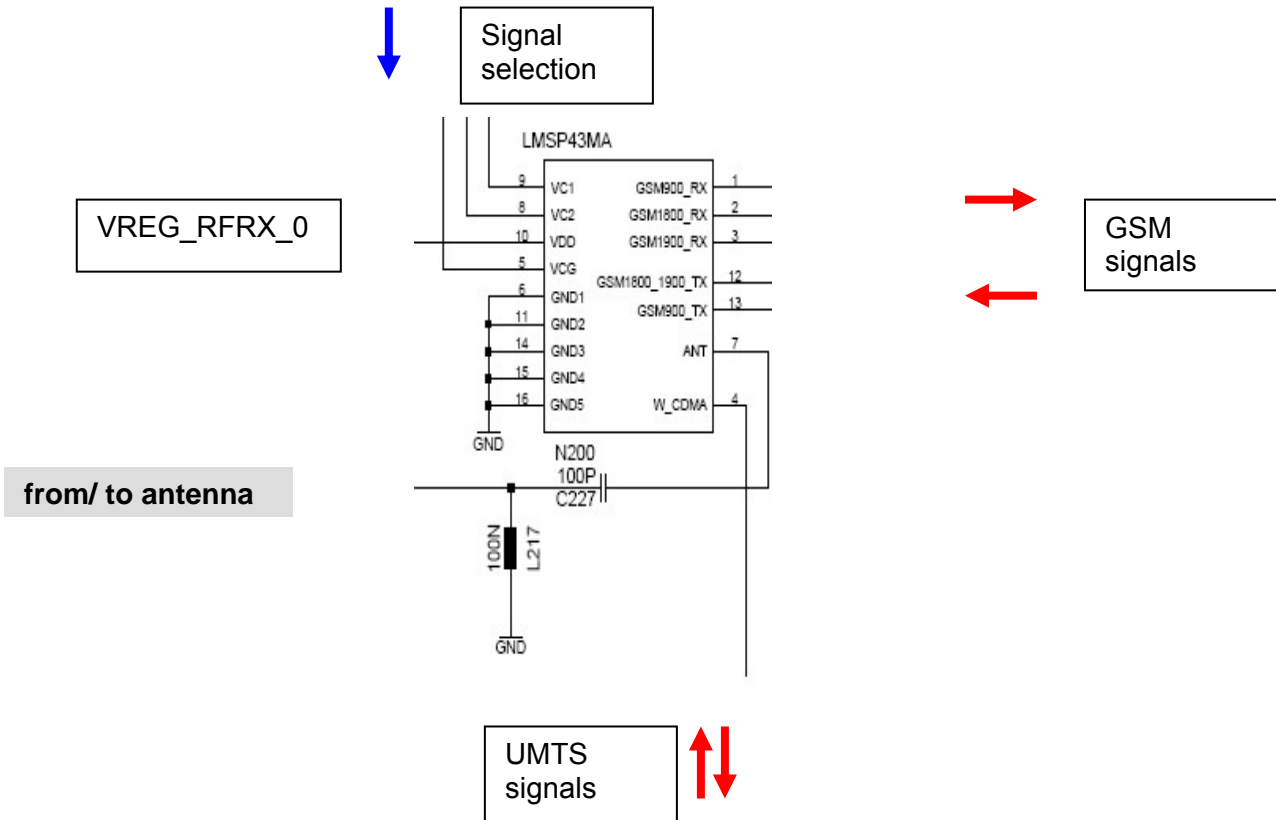 Signal
selection
LMSP43MA
VREG_RFRX_0
9 VC1 GSM900_RX 1
8 VC2 GSM1800_RX 2
10 VDD GSM1900_RX 3
5 VCG GSM1800_1900_TX 12
6 GND1 GSM900_TX 13
11 GND2
14 GND3 ANT 7
15 GND4
16 GND5 W_CDMA 4
GND
GSM
signals
N200
100P
C227
from/ to antenna
100N
L217
GND
UMTS
signals